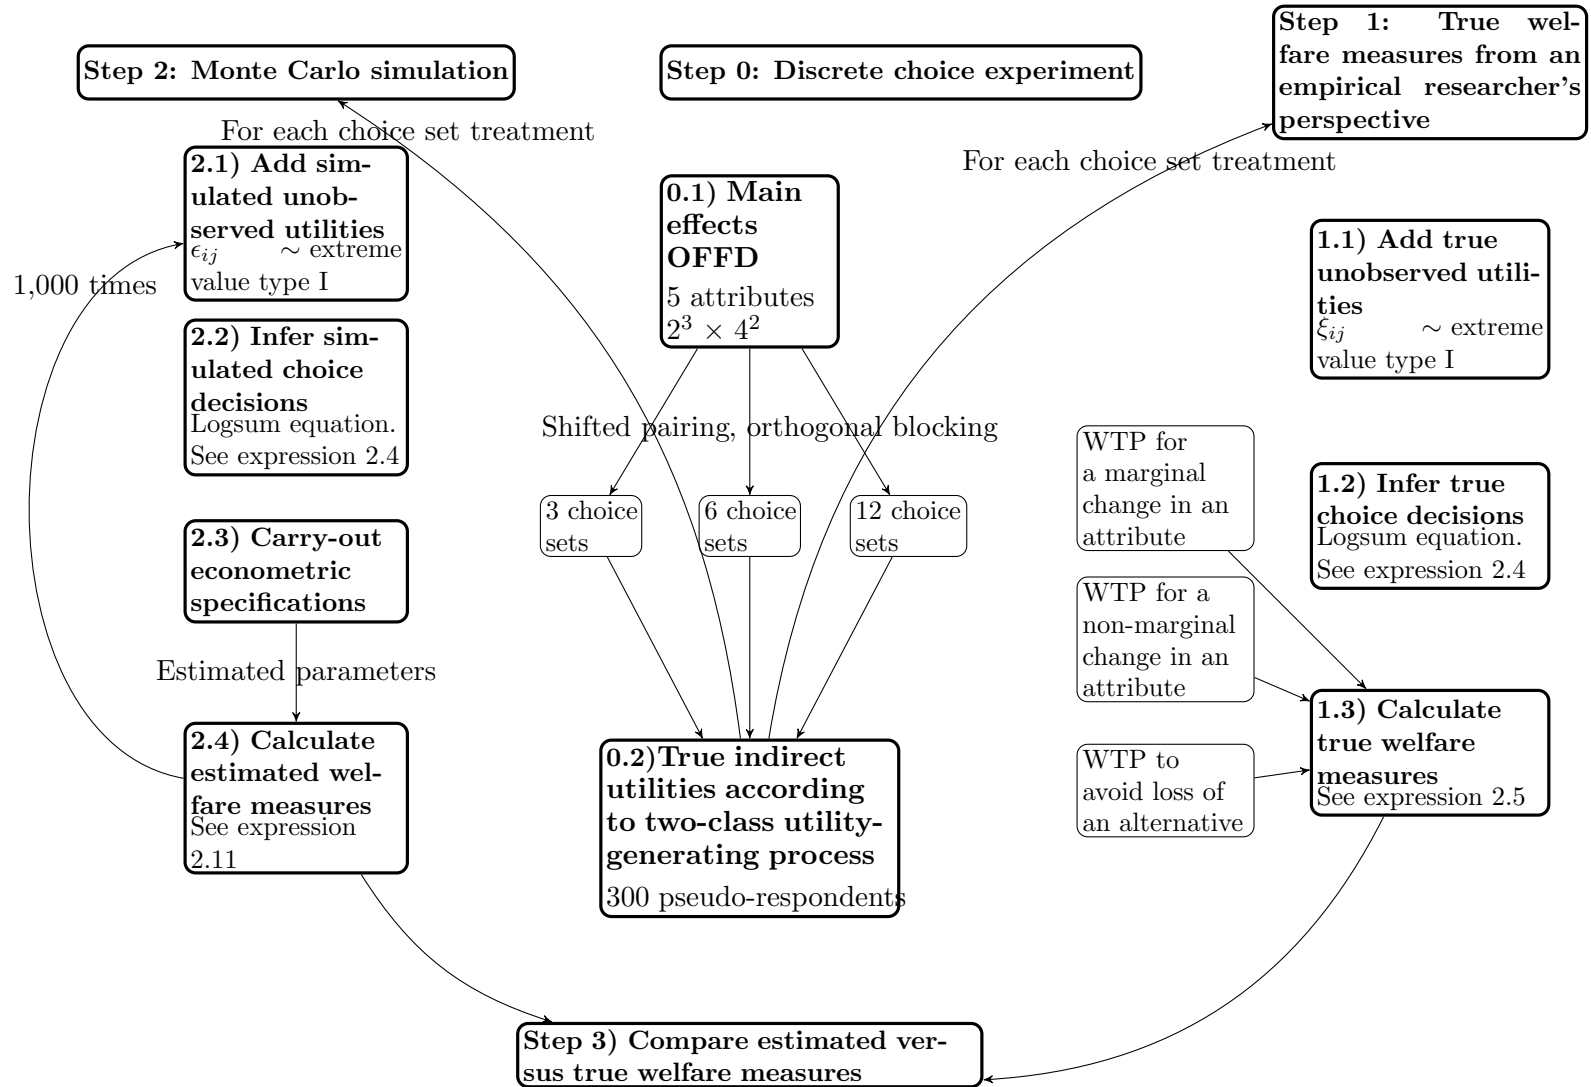 Step 2: Monte Carlo simulation
Step 0: Discrete choice experiment
Step 1: True wel-
fare measures from an
empirical researcher's
perspective
For each choice set treatment
For each choice set treatment
2.1) Add sim-
ulated unob-
served utilities
ϵ_{ij} ∼ extreme
value type I
1,000 times
2.2) Infer sim-
ulated choice
decisions
Logsum equation.
See expression 2.4
2.3) Carry-out
econometric
specifications
Estimated parameters
2.4) Calculate
estimated wel-
fare measures
See expression
2.11
0.1) Main
effects
OFFD
5 attributes
2³ × 4²
Shifted pairing, orthogonal blocking
3 choice
sets
6 choice
sets
12 choice
sets
0.2)True indirect
utilities according
to two-class utility-
generating process
300 pseudo-respondents
1.1) Add true
unobserved utili-
ties
ξ_{ij} ∼ extreme
value type I
WTP for
a marginal
change in an
attribute
1.2) Infer true
choice decisions
Logsum equation.
See expression 2.4
WTP for a
non-marginal
change in an
attribute
1.3) Calculate
true welfare
measures
See expression 2.5
WTP to
avoid loss of
an alternative
Step 3) Compare estimated ver-
sus true welfare measures